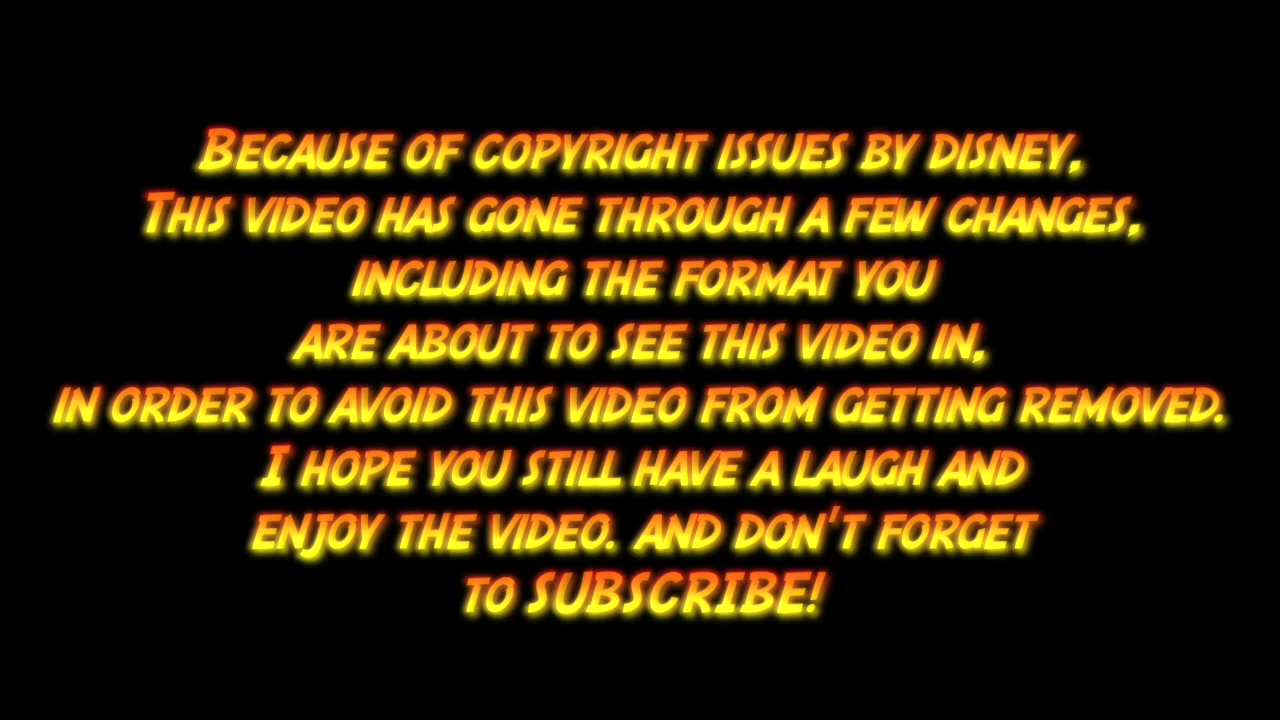 Because of copyright issues by disney,
This video has gone through a few changes,
including the format you
are about to see this video in,
in order to avoid this video from getting removed.
I hope you still have a laugh and
enjoy the video. and don't forget
to SUBSCRIBE!